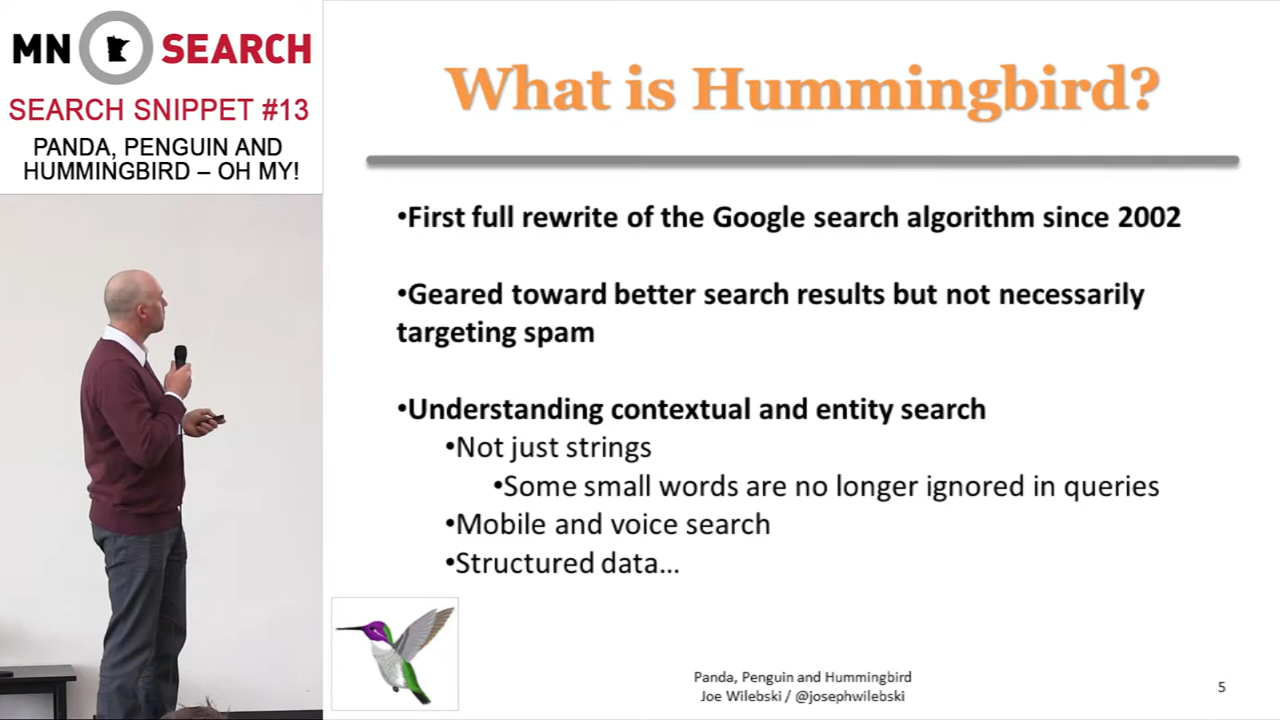 MN SEARCH
SEARCH SNIPPET #13
PANDA, PENGUIN AND
HUMMINGBIRD – OH MY!
What is Hummingbird?
•First full rewrite of the Google search algorithm since 2002
•Geared toward better search results but not necessarily
targeting spam
•Understanding contextual and entity search
•Not just strings
•Some small words are no longer ignored in queries
•Mobile and voice search
•Structured data…
Panda, Penguin and Hummingbird
Joe Wilebski / @josephwilebski
5